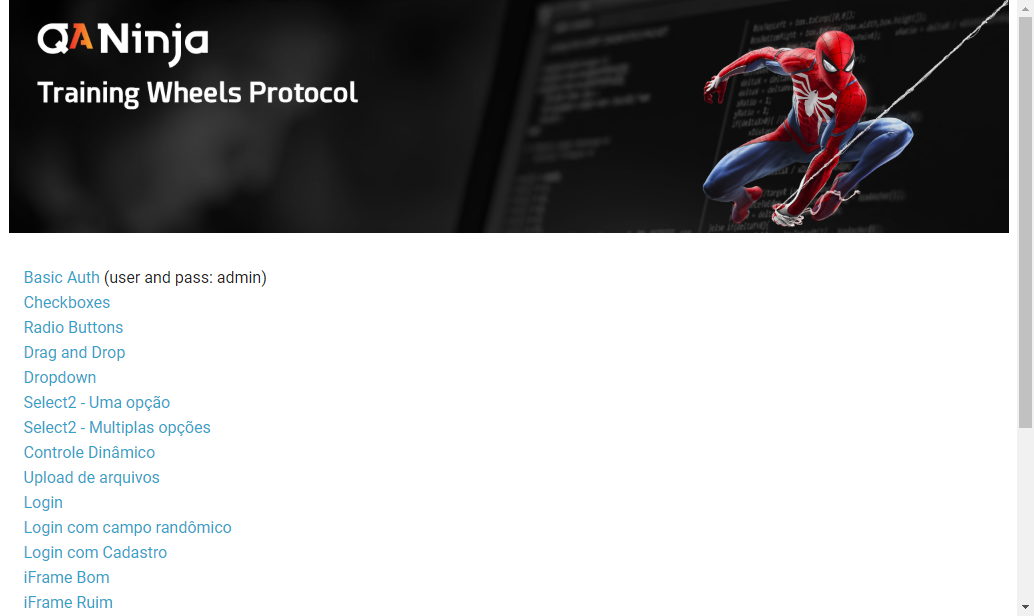 QANinja
Training Wheels Protocol
Basic Auth (user and pass: admin)
Checkboxes
Radio Buttons
Drag and Drop
Dropdown
Select2 - Uma opção
Select2 - Multiplas opções
Controle Dinâmico
Upload de arquivos
Login
Login com campo randômico
Login com Cadastro
iFrame Bom
iFrame Ruim